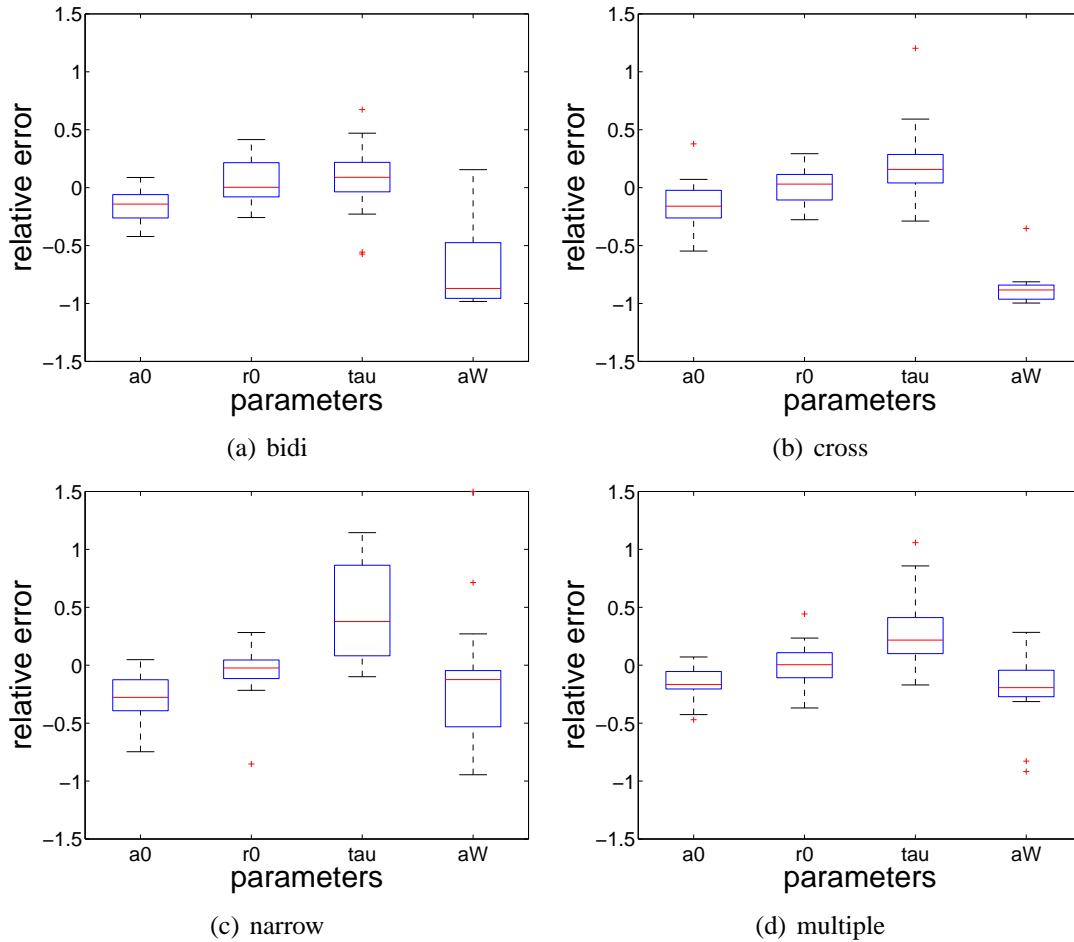 1.5
1
0.5
0
−0.5
−1
−1.5
relative error
a0 r0 tau aW
parameters
(a) bidi
1.5
1
0.5
0
−0.5
−1
−1.5
relative error
a0 r0 tau aW
parameters
(b) cross
1.5
1
0.5
0
−0.5
−1
−1.5
relative error
a0 r0 tau aW
parameters
(c) narrow
1.5
1
0.5
0
−0.5
−1
−1.5
relative error
a0 r0 tau aW
parameters
(d) multiple